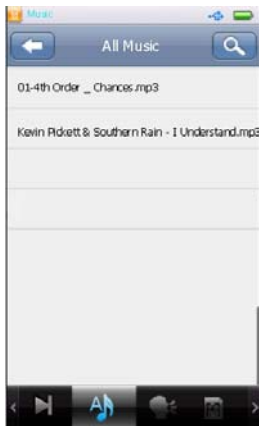 Music
All Music
01-4th Order _ Chances.mp3
Kevin Pickett & Southern Rain - I Understand.mp3
A